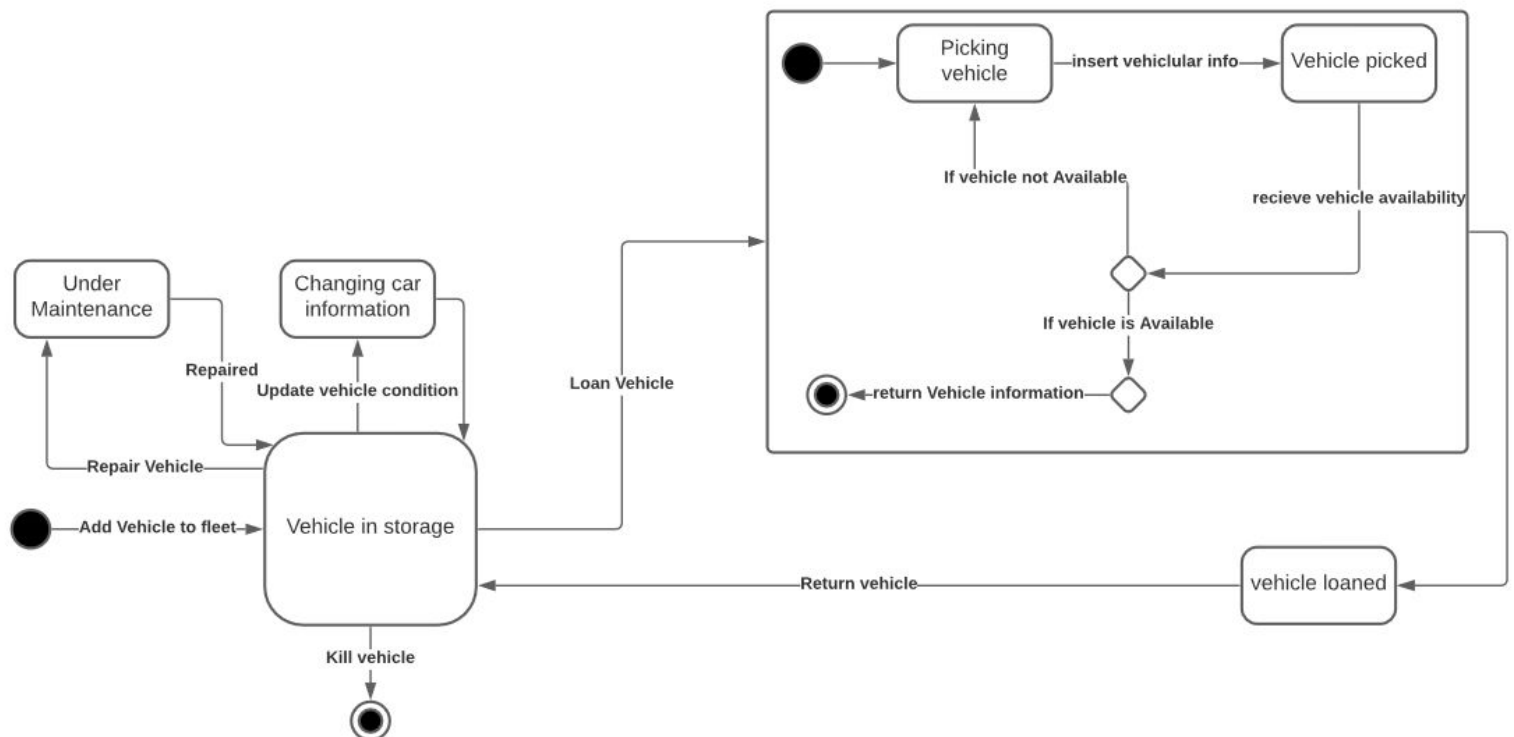 Picking
vehicle
insert vehiclular info
Vehicle picked
If vehicle not Available
recieve vehicle availability
Under
Maintenance
Changing car
information
If vehicle is Available
Repaired
Update vehicle condition
Loan Vehicle
return Vehicle information
Repair Vehicle
Add Vehicle to fleet
Vehicle in storage
Return vehicle
vehicle loaned
Kill vehicle